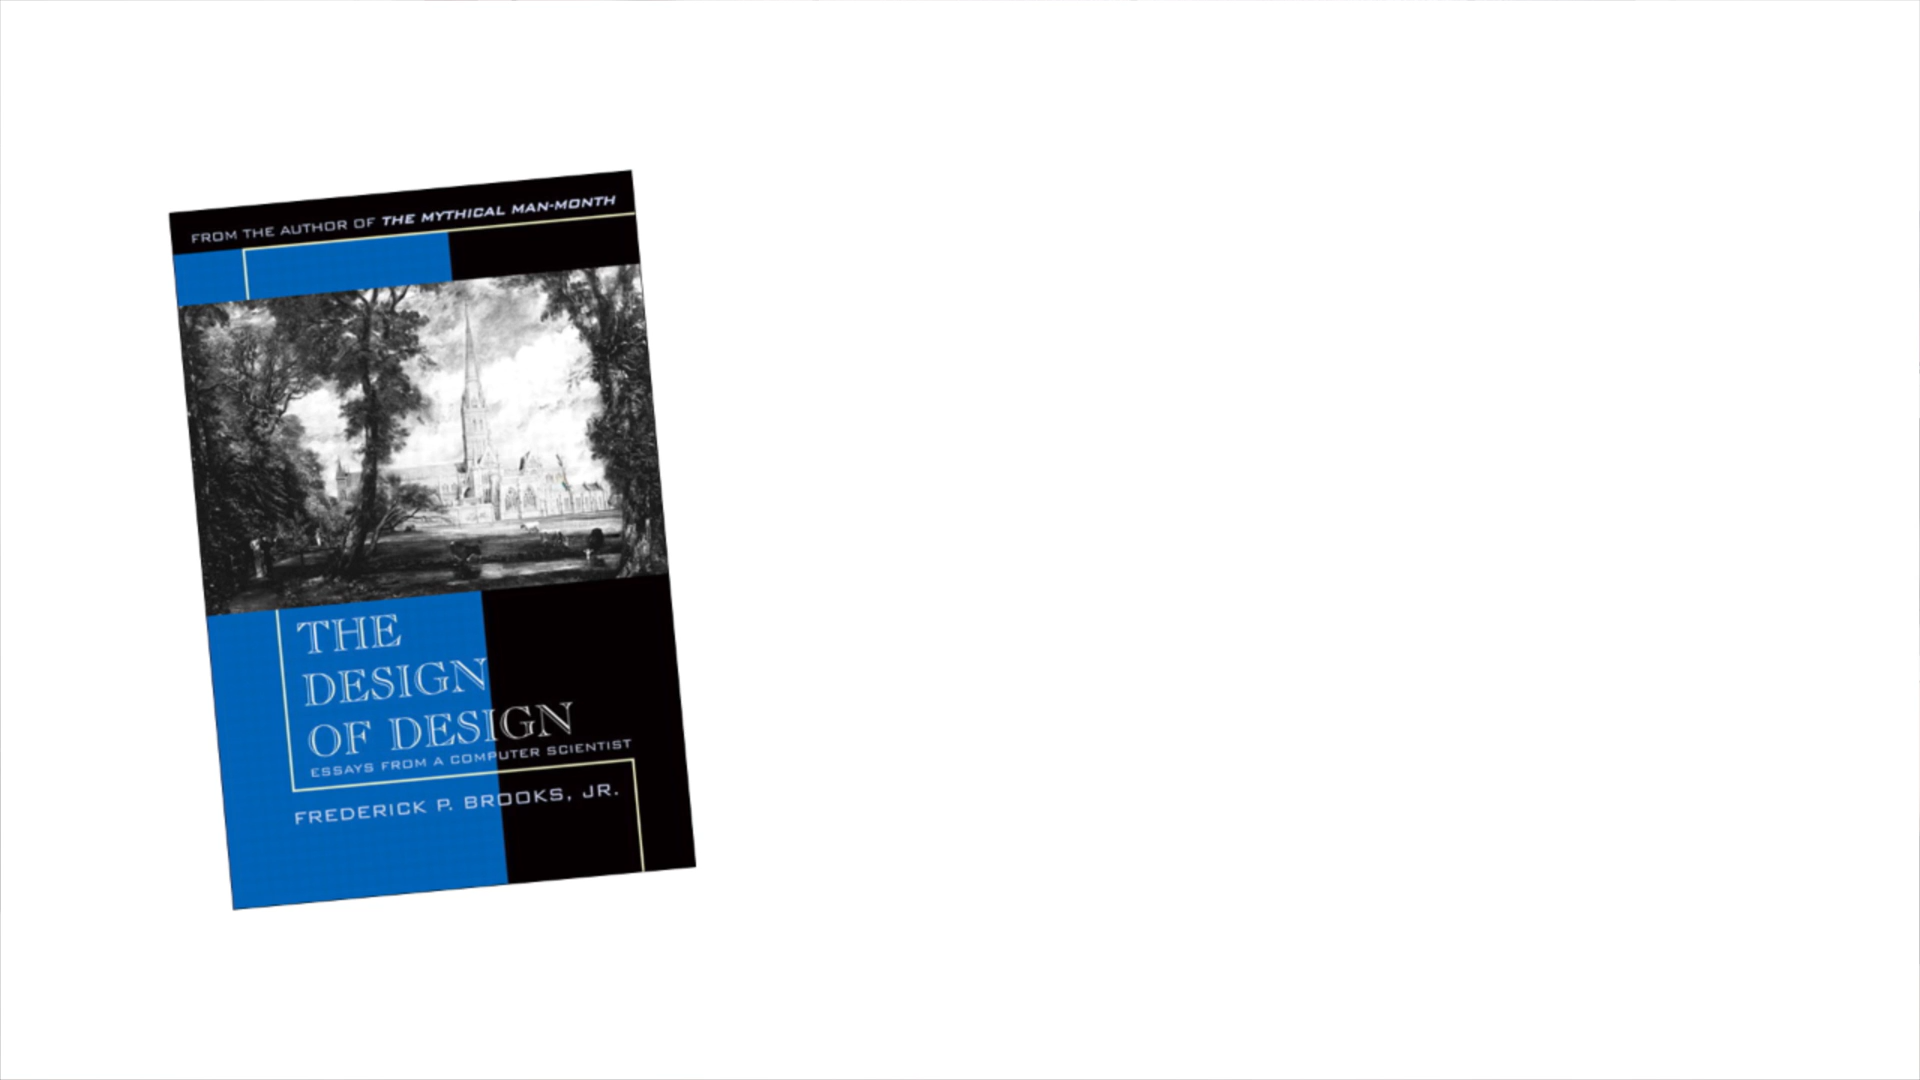 FROM THE AUTHOR OF THE MYTHICAL MAN-MONTH
THE
DESIGN
OF DESIGN
ESSAYS FROM A COMPUTER SCIENTIST
FREDERICK P. BROOKS, JR.